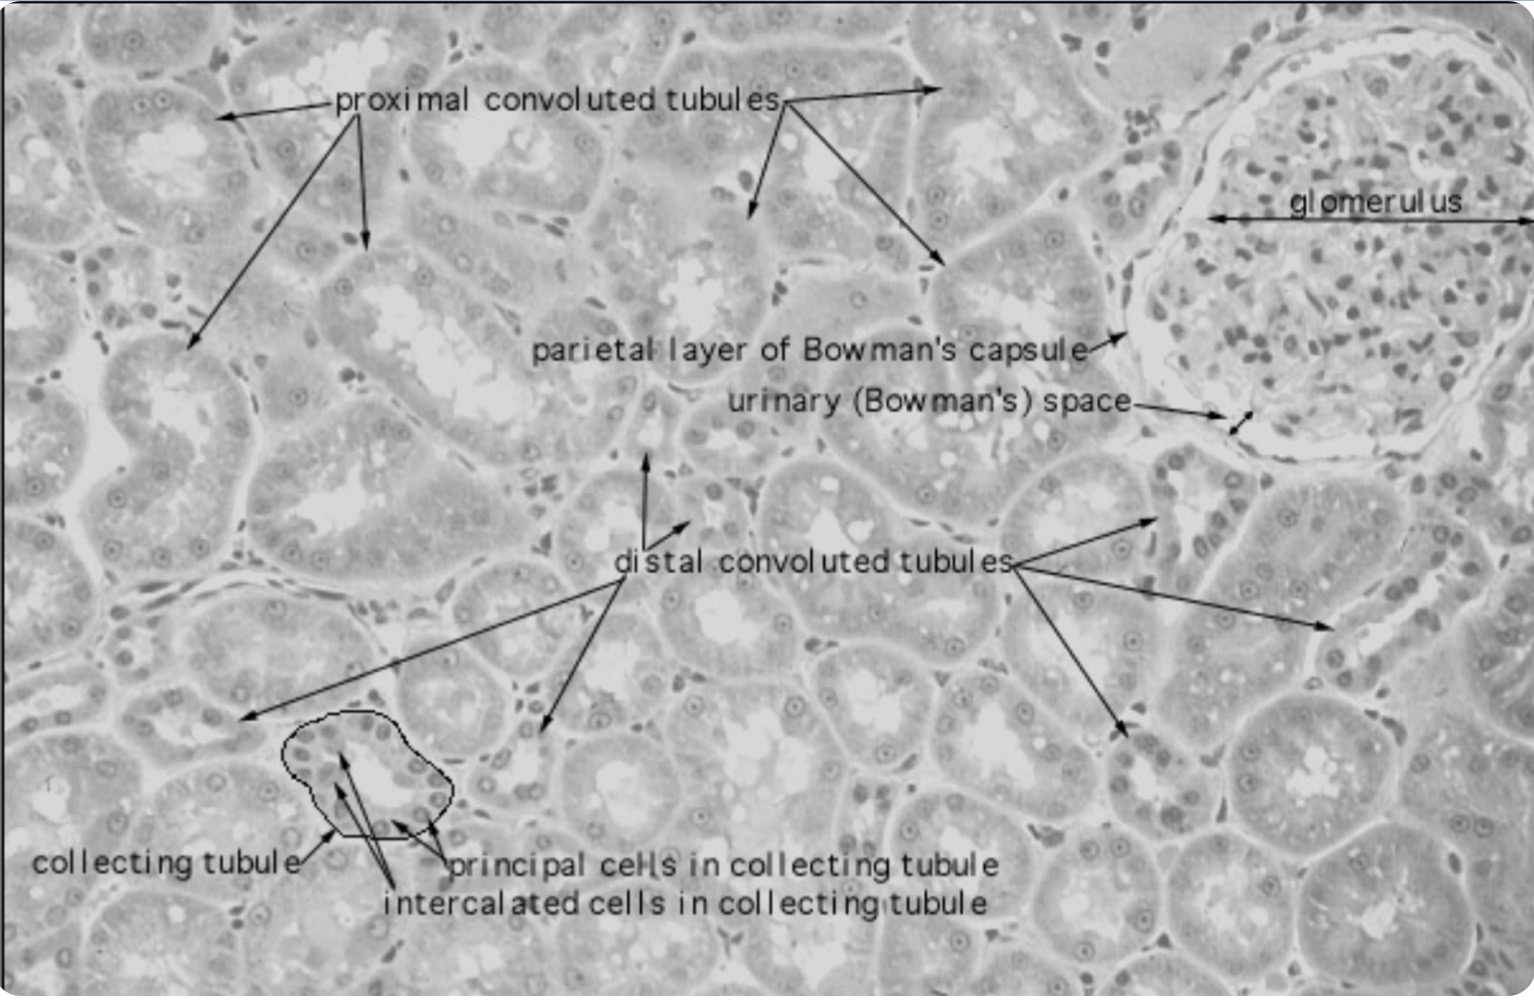 proximal convoluted tubules
glomerulus
parietal layer of Bowman's capsule
urinary (Bowman's) space
distal convoluted tubules
collecting tubule
principal cells in collecting tubule
intercalated cells in collecting tubule